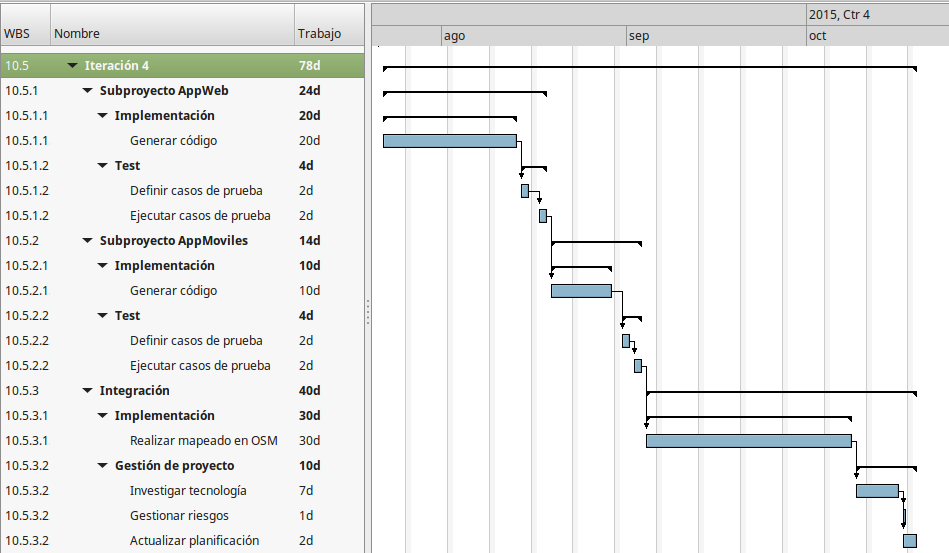 2015, Ctr 4
WBS Nombre Trabajo ago sep oct
10.5 Iteración 4 78d
10.5.1 Subproyecto AppWeb 24d
10.5.1.1 Implementación 20d
10.5.1.1 Generar código 20d
10.5.1.2 Test 4d
10.5.1.2 Definir casos de prueba 2d
10.5.1.2 Ejecutar casos de prueba 2d
10.5.2 Subproyecto AppMoviles 14d
10.5.2.1 Implementación 10d
10.5.2.1 Generar código 10d
10.5.2.2 Test 4d
10.5.2.2 Definir casos de prueba 2d
10.5.2.2 Ejecutar casos de prueba 2d
10.5.3 Integración 40d
10.5.3.1 Implementación 30d
10.5.3.1 Realizar mapeado en OSM 30d
10.5.3.2 Gestión de proyecto 10d
10.5.3.2 Investigar tecnología 7d
10.5.3.2 Gestionar riesgos 1d
10.5.3.2 Actualizar planificación 2d